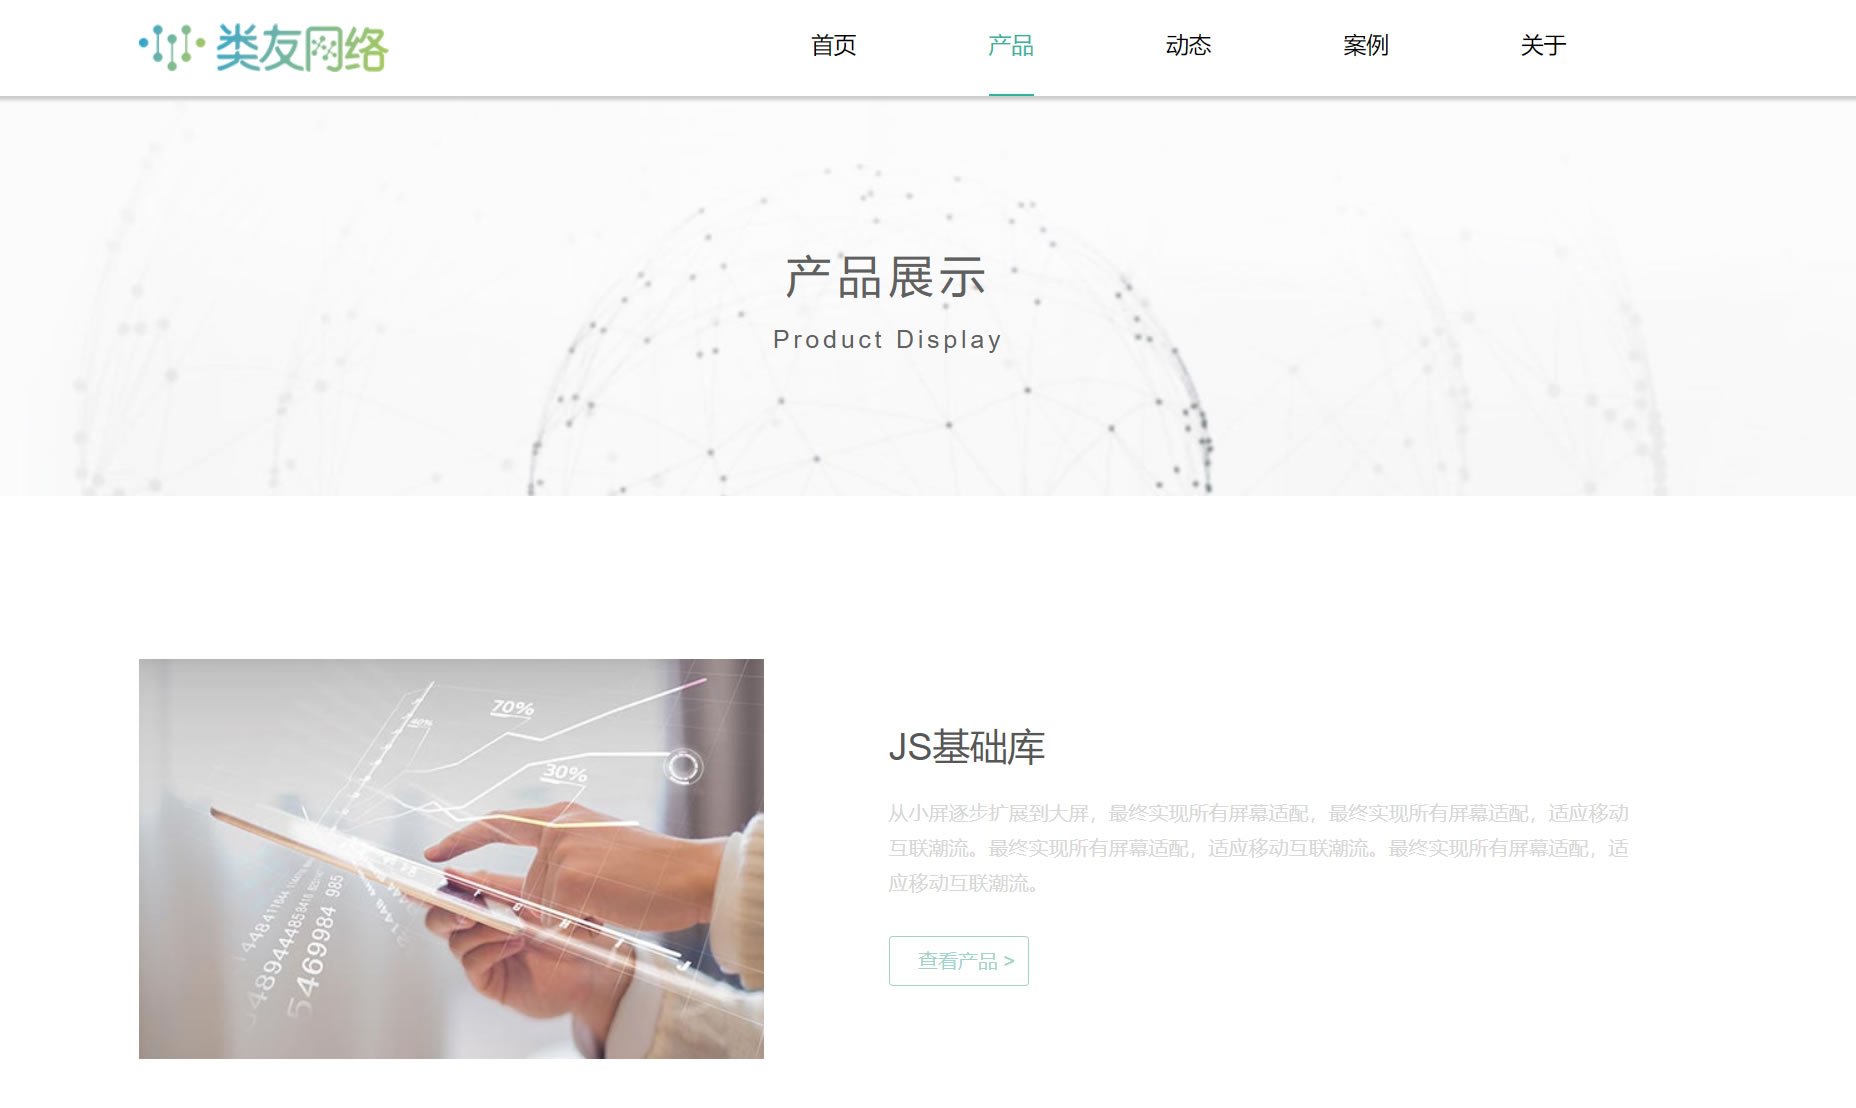 类友网络
首页 产品 动态 案例 关于
产品展示
Product Display
70%
40%
30%
JS基础库
从小屏逐步扩展到大屏，最终实现所有屏幕适配，最终实现所有屏幕适配，适应移动
互联潮流。最终实现所有屏幕适配，适应移动互联潮流。最终实现所有屏幕适配，适
应移动互联潮流。
查看产品 >